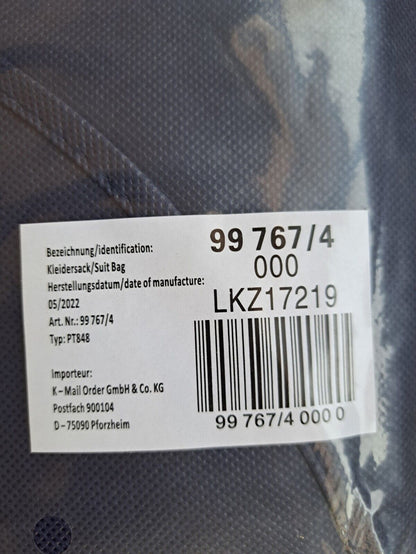 Bezeichnung/identification:
Kleidersack/Suit Bag
Herstellungsdatum/date of manufacture:
05/2022
Art. Nr.: 99 767/4
Typ: PT848
Importeur:
K – Mail Order GmbH & Co. KG
Postfach 900104
D – 75090 Pforzheim
99 767/4
000
LKZ17219
99 767/4 000 0